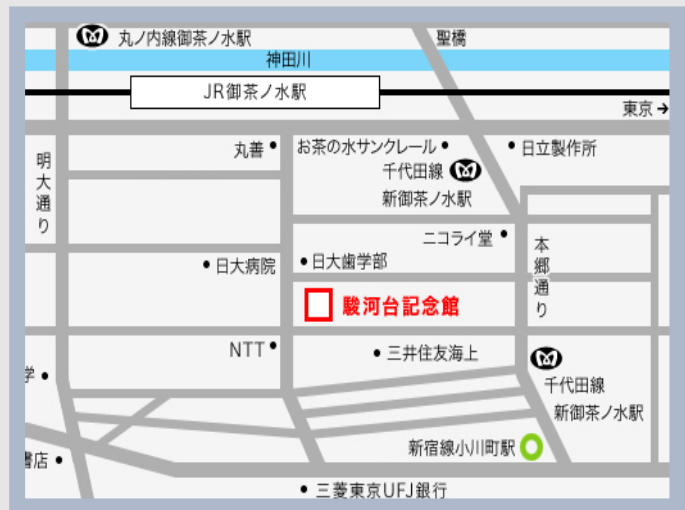 丸ノ内線御茶ノ水駅
聖橋
神田川
JR御茶ノ水駅
東京→
丸善
お茶の水サンクレール
日立製作所
千代田線
新御茶ノ水駅
明大通り
ニコライ堂
本郷通り
日大病院
日大歯学部
駿河台記念館
NTT
三井住友海上
千代田線
新御茶ノ水駅
学
新宿線小川町駅
書店
三菱東京UFJ銀行